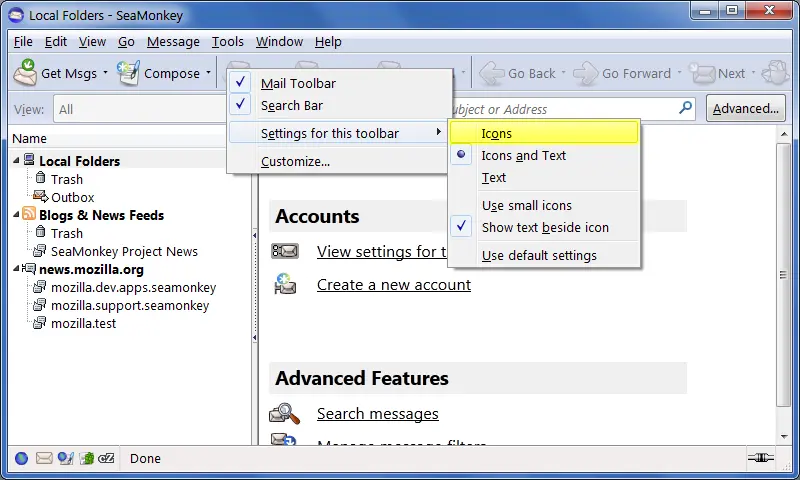 Local Folders - SeaMonkey
File Edit View Go Message Tools Window Help
Get Msgs Compose Go Back Go Forward Next
View: All ubject or Address Advanced...
Mail Toolbar
Search Bar
Settings for this toolbar
Customize...
Icons
Icons and Text
Text
Use small icons
Show text beside icon
Use default settings
Name
Local Folders
Trash
Outbox
Blogs & News Feeds
Trash
SeaMonkey Project News
news.mozilla.org
mozilla.dev.apps.seamonkey
mozilla.support.seamonkey
mozilla.test
Accounts
View settings for t
Create a new account
Advanced Features
Search messages
Manage message filters
Done